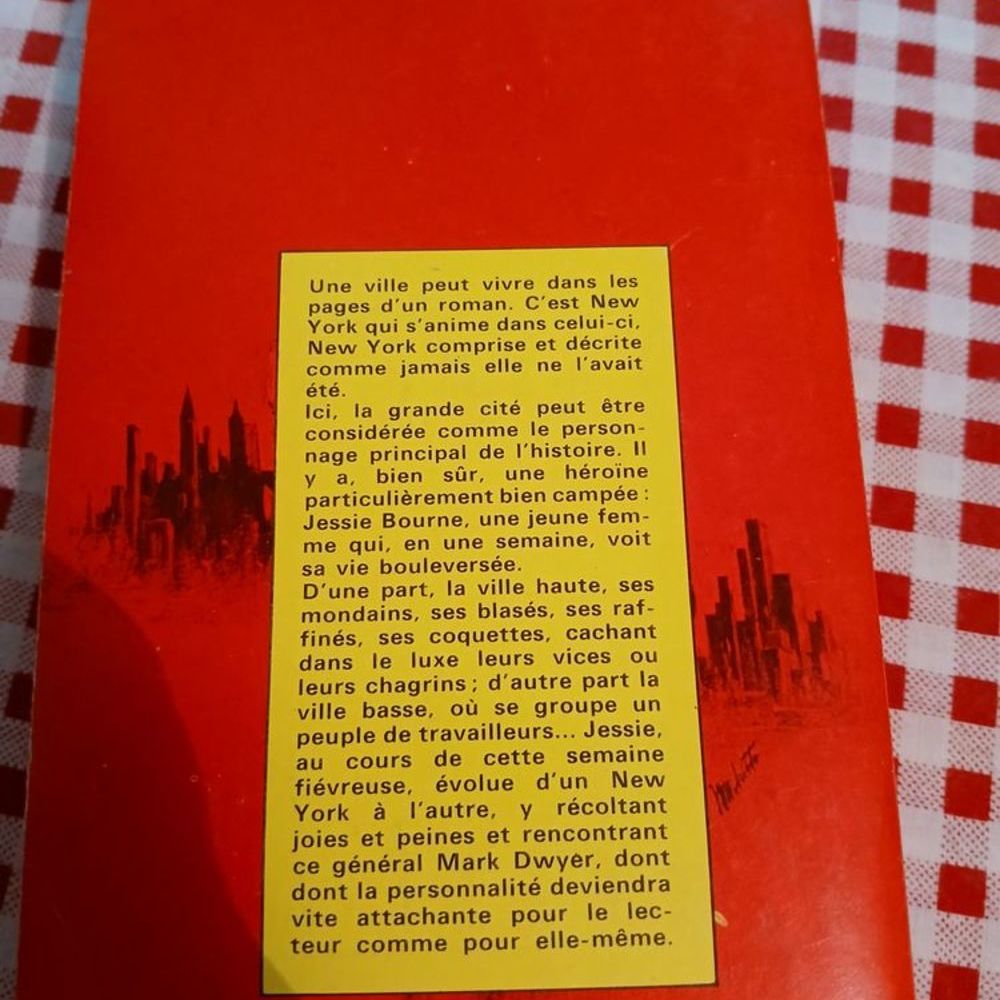 Une ville peut vivre dans les
pages d'un roman. C'est New
York qui s'anime dans celui-ci,
New York comprise et décrite
comme jamais elle ne l'avait
été.
Ici, la grande cité peut être
considérée comme le person-
nage principal de l'histoire. Il
y a, bien sûr, une héroïne
particulièrement bien campée :
Jessie Bourne, une jeune fem-
me qui, en une semaine, voit
sa vie bouleversée.
D'une part, la ville haute, ses
mondains, ses blasés, ses raf-
finés, ses coquettes, cachant
dans le luxe leurs vices ou
leurs chagrins ; d'autre part la
ville basse, où se groupe un
peuple de travailleurs... Jessie,
au cours de cette semaine
fiévreuse, évolue d'un New
York à l'autre, y récoltant
joies et peines et rencontrant
ce général Mark Dwyer, dont
dont la personnalité deviendra
vite attachante pour le lec-
teur comme pour elle-même.